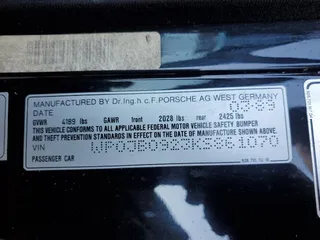 MANUFACTURED BY Dr.Ing.h.c.F.PORSCHE AG WEST GERMANY
DATE 03.89
GVWR 4189 lbs GAWR front 2028 lbs rear 2425 lbs
THIS VEHICLE CONFORMS TO ALL APPLICABLE FEDERAL MOTOR VEHICLE SAFETY BUMPER
AND THEFT PREVENTION STANDARDS IN EFFECT ON THE DATE OF MANUFACTURE SHOWN ABOVE.
VIN WP0JB0923KS861070
PASSENGER CAR